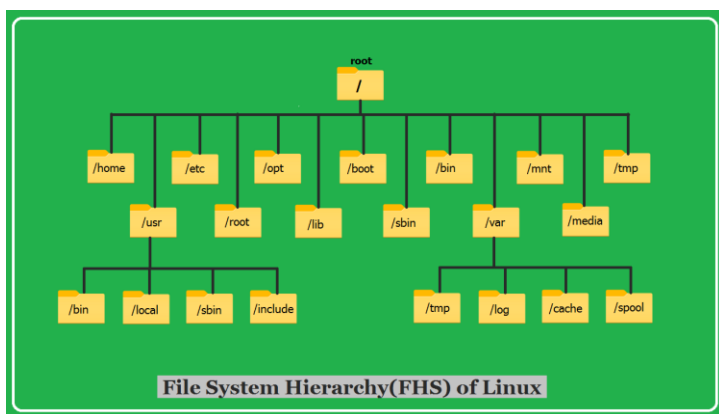 root
/
/home
/etc
/opt
/boot
/bin
/mnt
/tmp
/usr
/root
/lib
/sbin
/var
/media
/bin
/local
/sbin
/include
/tmp
/log
/cache
/spool
File System Hierarchy(FHS) of Linux